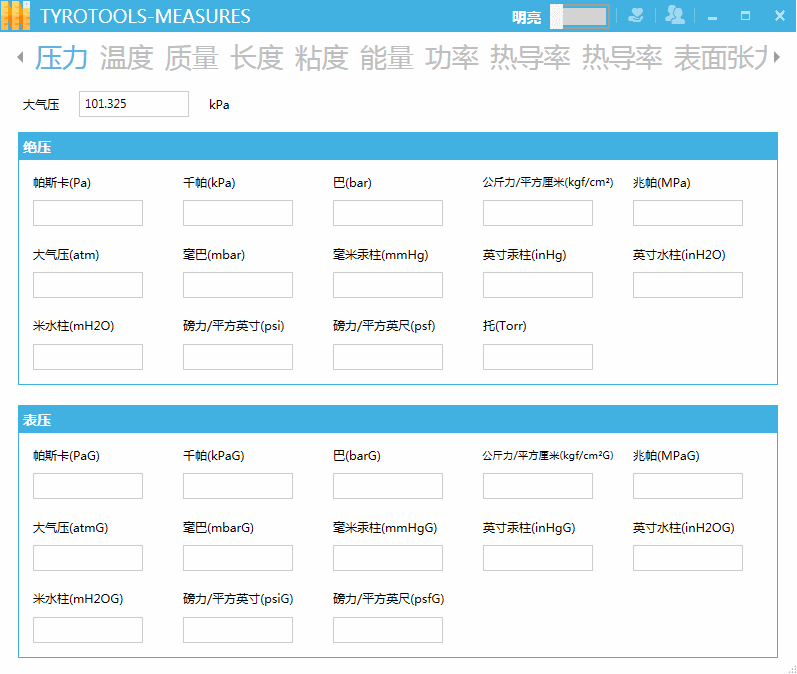 TYROTOOLS-MEASURES 明亮
压力 温度 质量 长度 粘度 能量 功率 热导率 热导率 表面张力
大气压 101.325 kPa
绝压
帕斯卡(Pa) 千帕(kPa) 巴(bar) 公斤力/平方厘米(kgf/cm²) 兆帕(MPa)
大气压(atm) 毫巴(mbar) 毫米汞柱(mmHg) 英寸汞柱(inHg) 英寸水柱(inH2O)
米水柱(mH2O) 磅力/平方英寸(psi) 磅力/平方英尺(psf) 托(Torr)
表压
帕斯卡(PaG) 千帕(kPaG) 巴(barG) 公斤力/平方厘米(kgf/cm²G) 兆帕(MPaG)
大气压(atmG) 毫巴(mbarG) 毫米汞柱(mmHgG) 英寸汞柱(inHgG) 英寸水柱(inH2OG)
米水柱(mH2OG) 磅力/平方英寸(psiG) 磅力/平方英尺(psfG)